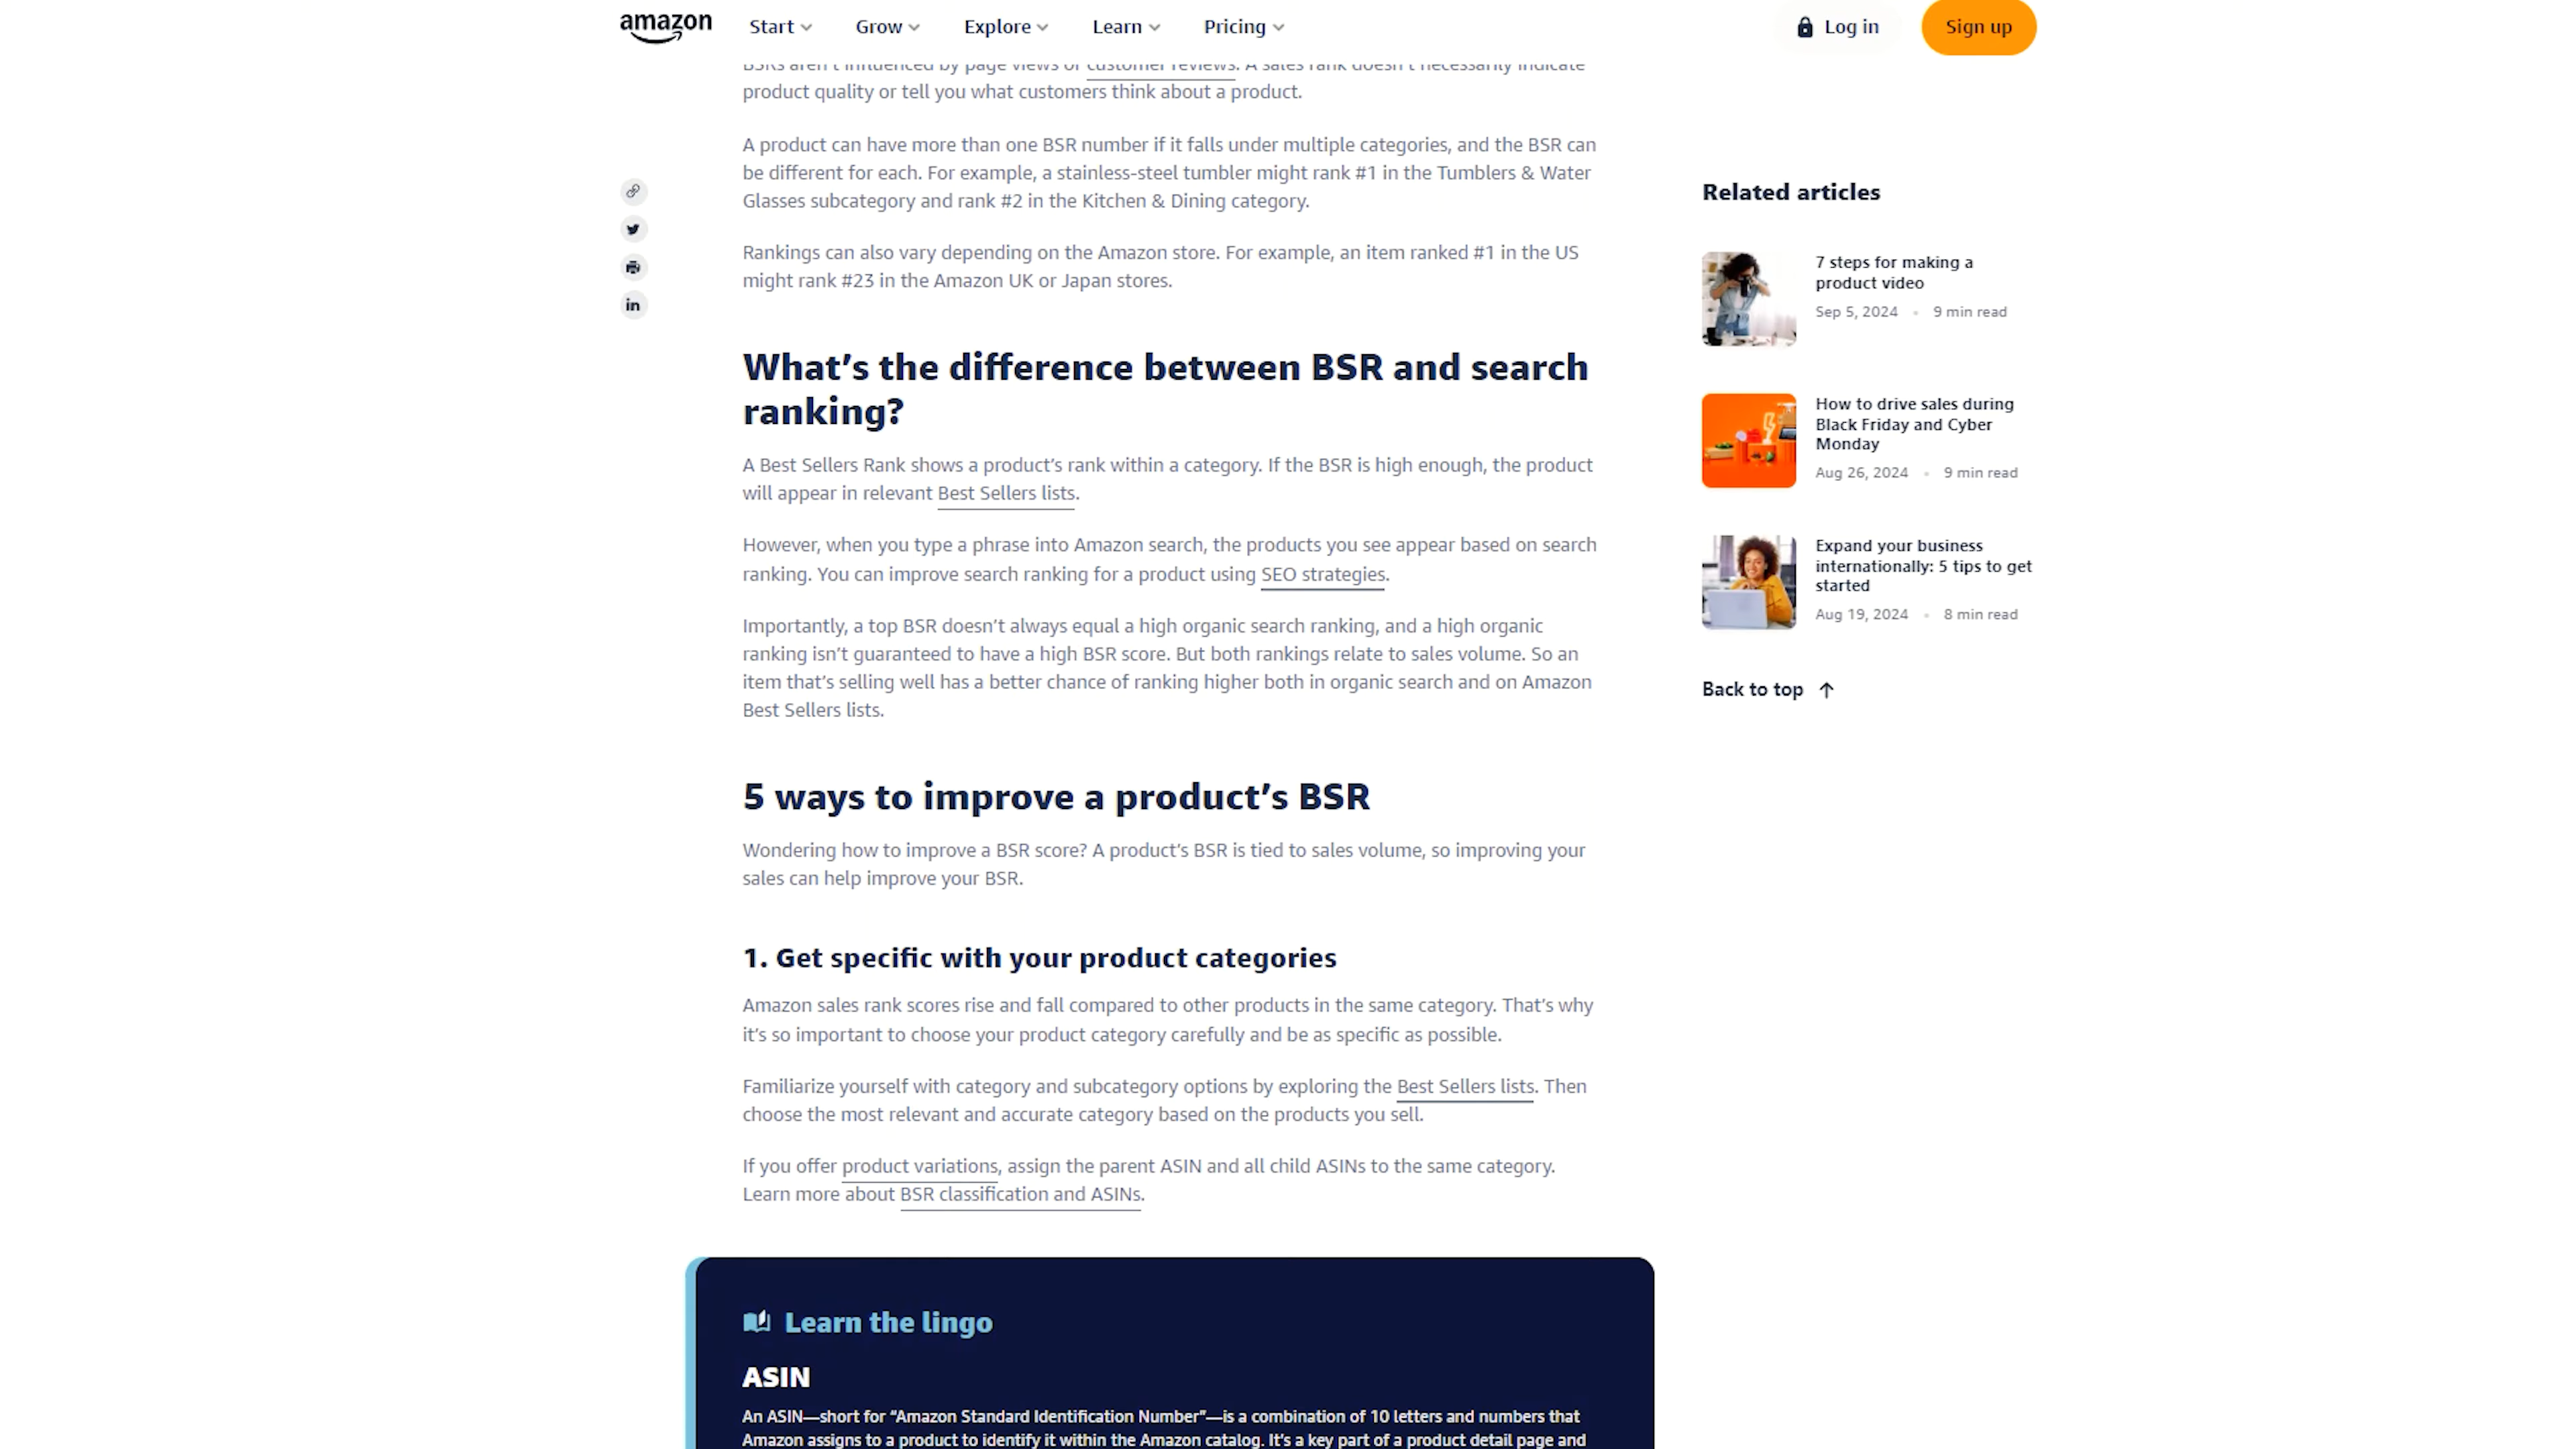 amazon
Start
Grow
Explore
Learn
Pricing
Log in
Sign up
BSRs aren't influenced by page views or customer reviews. A sales rank doesn't necessarily indicate
product quality or tell you what customers think about a product.
A product can have more than one BSR number if it falls under multiple categories, and the BSR can
be different for each. For example, a stainless-steel tumbler might rank #1 in the Tumblers & Water
Glasses subcategory and rank #2 in the Kitchen & Dining category.
Rankings can also vary depending on the Amazon store. For example, an item ranked #1 in the US
might rank #23 in the Amazon UK or Japan stores.
What’s the difference between BSR and search
ranking?
A Best Sellers Rank shows a product’s rank within a category. If the BSR is high enough, the product
will appear in relevant Best Sellers lists.
However, when you type a phrase into Amazon search, the products you see appear based on search
ranking. You can improve search ranking for a product using SEO strategies.
Importantly, a top BSR doesn’t always equal a high organic search ranking, and a high organic
ranking isn’t guaranteed to have a high BSR score. But both rankings relate to sales volume. So an
item that’s selling well has a better chance of ranking higher both in organic search and on Amazon
Best Sellers lists.
5 ways to improve a product’s BSR
Wondering how to improve a BSR score? A product’s BSR is tied to sales volume, so improving your
sales can help improve your BSR.
1. Get specific with your product categories
Amazon sales rank scores rise and fall compared to other products in the same category. That’s why
it’s so important to choose your product category carefully and be as specific as possible.
Familiarize yourself with category and subcategory options by exploring the Best Sellers lists. Then
choose the most relevant and accurate category based on the products you sell.
If you offer product variations, assign the parent ASIN and all child ASINs to the same category.
Learn more about BSR classification and ASINs.
Learn the lingo
ASIN
An ASIN—short for “Amazon Standard Identification Number”—is a combination of 10 letters and numbers that
Amazon assigns to a product to identify it within the Amazon catalog. It’s a key part of a product detail page and
in
Related articles
7 steps for making a
product video
Sep 5, 2024 • 9 min read
How to drive sales during
Black Friday and Cyber
Monday
Aug 26, 2024 • 9 min read
Expand your business
internationally: 5 tips to get
started
Aug 19, 2024 • 8 min read
Back to top